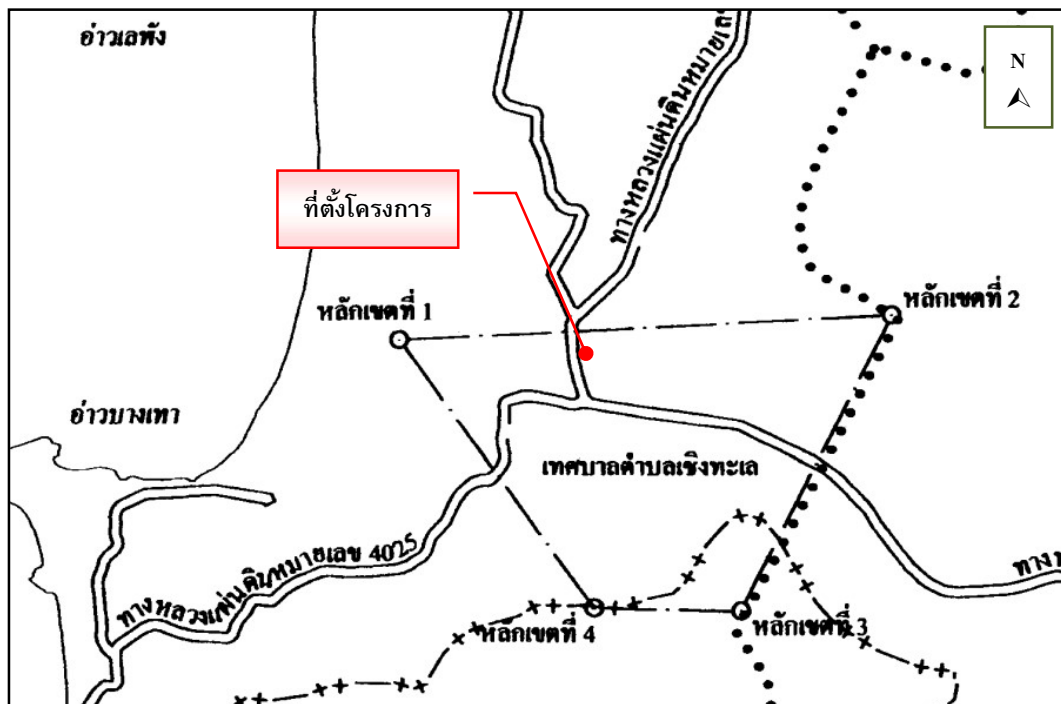 อ่าวเลพัง
ทางหลวงแผ่นดินหมายเล
N
ที่ตั้งโครงการ
หลักเขตที่ 1
หลักเขตที่ 2
อ่าวบางเทา
เทศบาลตำบลเชิงทะเล
ทางหลวงแผ่นดินหมายเลข 4025
หลักเขตที่ 4
หลักเขตที่ 3